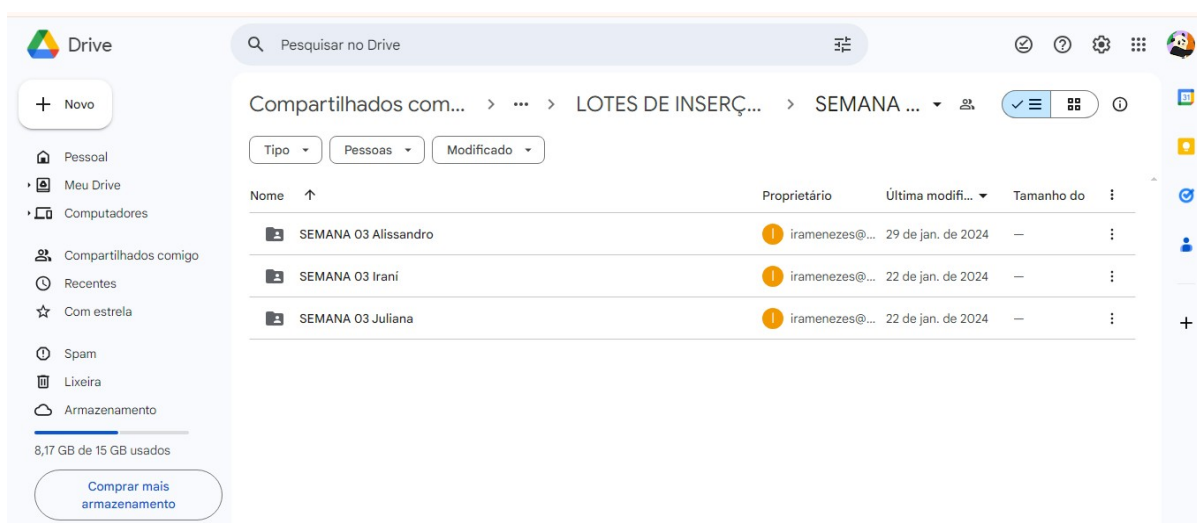 Drive
Pesquisar no Drive
Novo
Compartilhados com... > ... > LOTES DE INSERÇ... > SEMANA ...
Tipo
Pessoas
Modificado
Pessoal
Meu Drive
Computadores
Compartilhados comigo
Recentes
Com estrela
Spam
Lixeira
Armazenamento
8,17 GB de 15 GB usados
Comprar mais
armazenamento
Nome Proprietário Última modifi... Tamanho do
SEMANA 03 Alissandro I iramenezes@... 29 de jan. de 2024 —
SEMANA 03 Iraní I iramenezes@... 22 de jan. de 2024 —
SEMANA 03 Juliana I iramenezes@... 22 de jan. de 2024 —
31